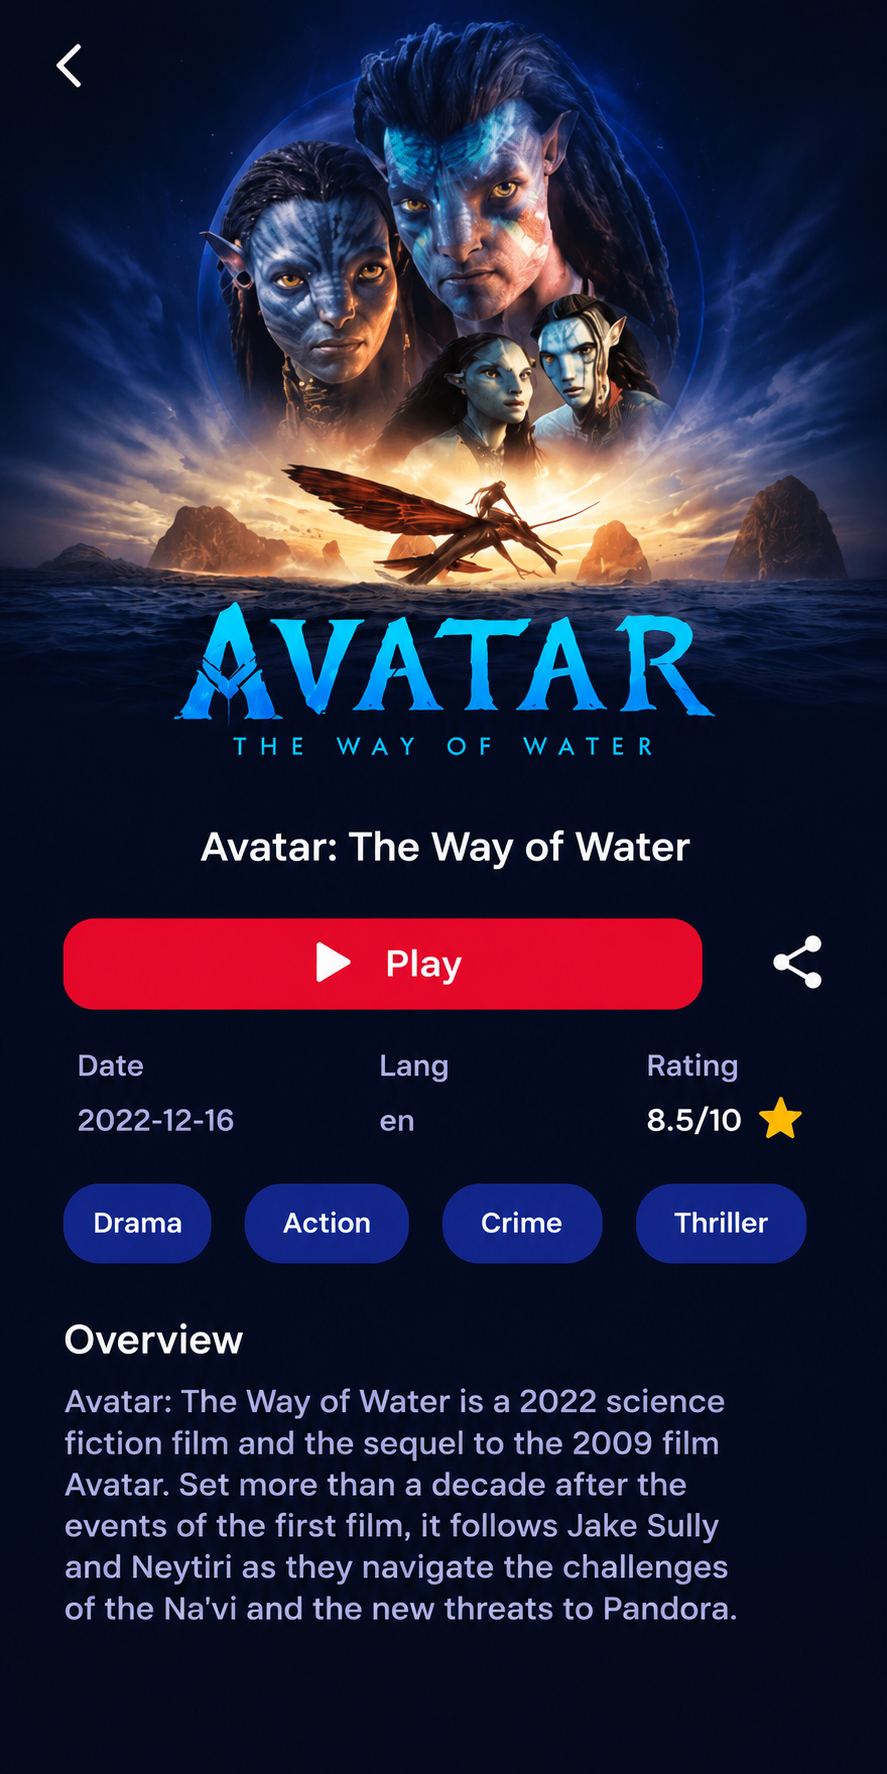 AVATAR
THE WAY OF WATER
Avatar: The Way of Water
Play
Date
Lang
Rating
2022-12-16
en
8.5/10
Drama
Action
Crime
Thriller
Overview
Avatar: The Way of Water is a 2022 science
fiction film and the sequel to the 2009 film
Avatar. Set more than a decade after the
events of the first film, it follows Jake Sully
and Neytiri as they navigate the challenges
of the Na'vi and the new threats to Pandora.